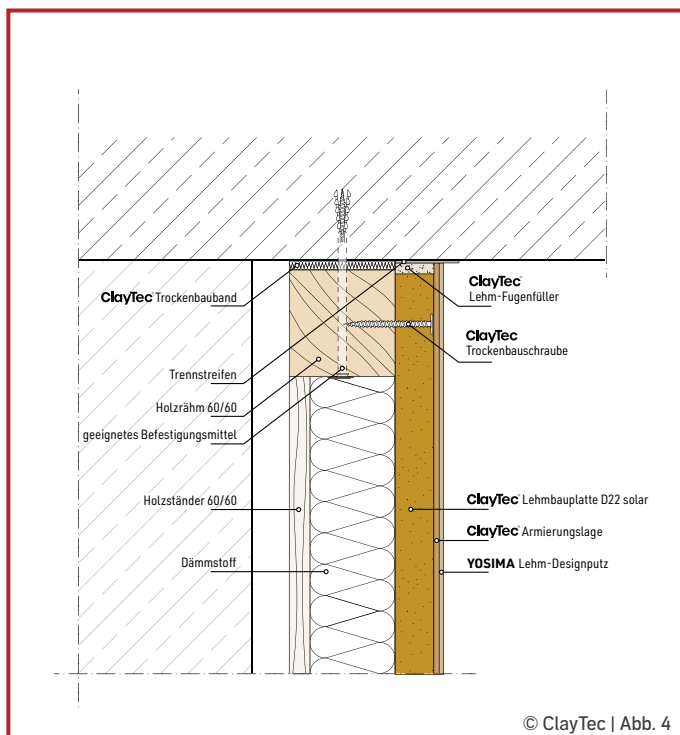 ClayTec® Trockenbauband
Trennstreifen
Holzrähm 60/60
geeignetes Befestigungsmittel
Holzständer 60/60
Dämmstoff
ClayTec®
Lehm-Fugenfüller
ClayTec
Trockenbauschraube
ClayTec® Lehmbauplatte D22 solar
ClayTec® Armierungslage
YOSIMA Lehm-Designputz
© ClayTec | Abb. 4